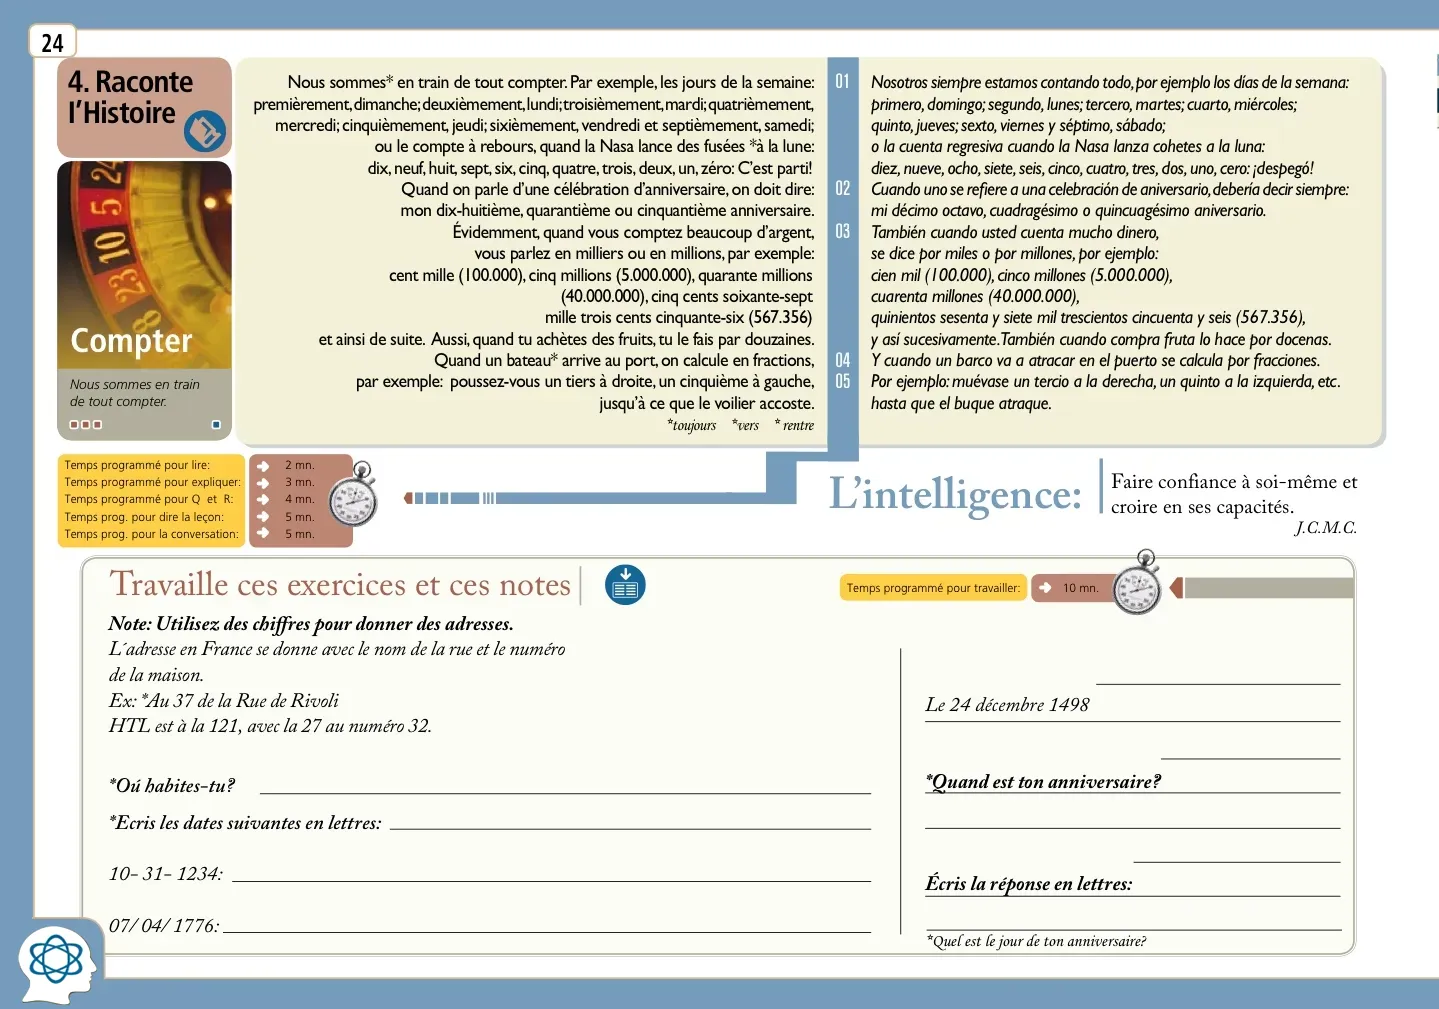 24
4. Raconte
l’Histoire
Compter
Nous sommes en train
de tout compter.
Nous sommes* en train de tout compter. Par exemple, les jours de la semaine:
premièrement, dimanche; deuxièmement, lundi; troisièmement, mardi; quatrièmement,
mercredi; cinquièmement, jeudi; sixièmement, vendredi et septièmement, samedi;
ou le compte à rebours, quand la Nasa lance des fusées *à la lune:
dix, neuf, huit, sept, six, cinq, quatre, trois, deux, un, zéro: C’est parti!
Quand on parle d’une célébration d’anniversaire, on doit dire:
mon dix-huitième, quarantième ou cinquantième anniversaire.
Évidemment, quand vous comptez beaucoup d’argent,
vous parlez en milliers ou en millions, par exemple:
cent mille (100.000), cinq millions (5.000.000), quarante millions
(40.000.000), cinq cents soixante-sept
mille trois cents cinquante-six (567.356)
et ainsi de suite. Aussi, quand tu achètes des fruits, tu le fais par douzaines.
Quand un bateau* arrive au port, on calcule en fractions,
par exemple: poussez-vous un tiers à droite, un cinquième à gauche,
jusqu’à ce que le voilier accoste.
*toujours *vers * rentre
01
02
03
04
05
Nosotros siempre estamos contando todo, por ejemplo los días de la semana:
primero, domingo; segundo, lunes; tercero, martes; cuarto, miércoles;
quinto, jueves; sexto, viernes y séptimo, sábado;
o la cuenta regresiva cuando la Nasa lanza cohetes a la luna:
diez, nueve, ocho, siete, seis, cinco, cuatro, tres, dos, uno, cero: ¡despegó!
Cuando uno se refiere a una celebración de aniversario, debería decir siempre:
mi décimo octavo, cuadragésimo o quincuagésimo aniversario.
También cuando usted cuenta mucho dinero,
se dice por miles o por millones, por ejemplo:
cien mil (100.000), cinco millones (5.000.000),
cuarenta millones (40.000.000),
quinientos sesenta y siete mil trescientos cincuenta y seis (567.356),
y así sucesivamente. También cuando compra fruta lo hace por docenas.
Y cuando un barco va a atracar en el puerto se calcula por fracciones.
Por ejemplo: muévase un tercio a la derecha, un quinto a la izquierda, etc.
hasta que el buque atraque.
Temps programmé pour lire: 2 mn.
Temps programmé pour expliquer: 3 mn.
Temps programmé pour Q et R: 4 mn.
Temps prog. pour dire la leçon: 5 mn.
Temps prog. pour la conversation: 5 mn.
L’intelligence:
Faire confiance à soi-même et
croire en ses capacités.
J.C.M.C.
Travaille ces exercices et ces notes
Temps programmé pour travailler: 10 mn.
Note: Utilisez des chiffres pour donner des adresses.
L´adresse en France se donne avec le nom de la rue et le numéro
de la maison.
Ex: *Au 37 de la Rue de Rivoli
HTL est à la 121, avec la 27 au numéro 32.
*Oú habites-tu?
*Ecris les dates suivantes en lettres:
10- 31- 1234:
07/ 04/ 1776:
Le 24 décembre 1498
*Quand est ton anniversaire?
Écris la réponse en lettres:
*Quel est le jour de ton anniversaire?
5
24
10
23
8